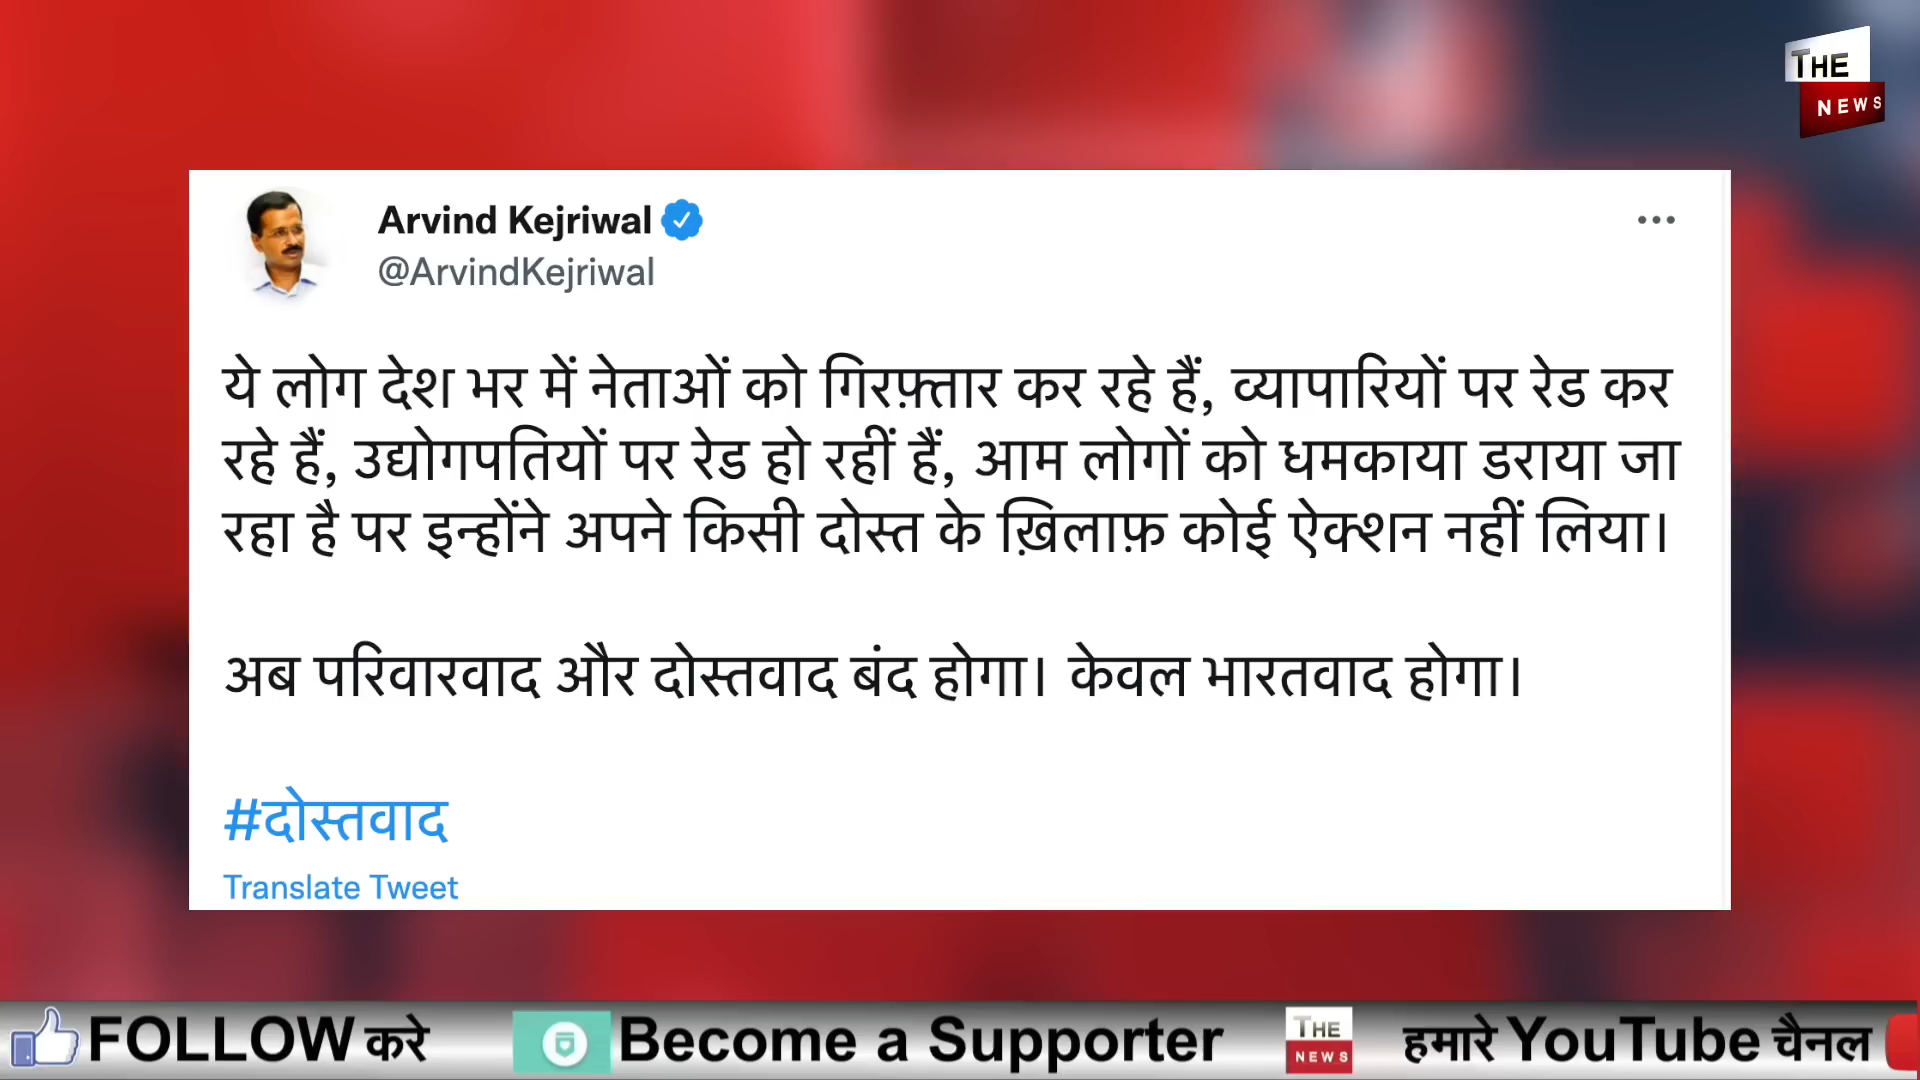 THE
NEWS
Arvind Kejriwal
@ArvindKejriwal
ये लोग देश भर में नेताओं को गिरफ़्तार कर रहे हैं, व्यापारियों पर रेड कर
रहे हैं, उद्योगपतियों पर रेड हो रहीं हैं, आम लोगों को धमकाया डराया जा
रहा है पर इन्होंने अपने किसी दोस्त के ख़िलाफ़ कोई ऐक्शन नहीं लिया।
अब परिवारवाद और दोस्तवाद बंद होगा। केवल भारतवाद होगा।
#दोस्तवाद
Translate Tweet
FOLLOW करे Become a Supporter THE NEWS हमारे YouTube चैनल